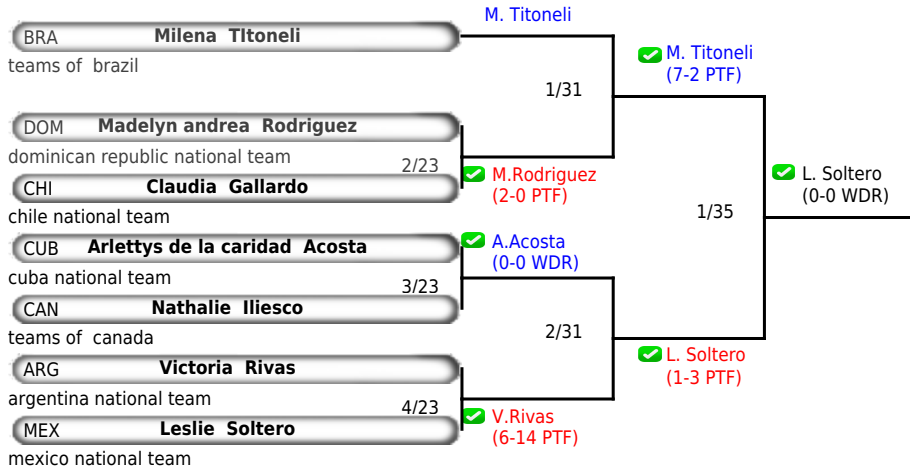 M. Titoneli
BRA Milena TItoneli
teams of brazil
M. Titoneli
(7-2 PTF)
1/31
DOM Madelyn andrea Rodriguez
dominican republic national team
2/23
M.Rodriguez
(2-0 PTF)
CHI Claudia Gallardo
chile national team
L. Soltero
(0-0 WDR)
1/35
CUB Arlettys de la caridad Acosta
cuba national team
A.Acosta
(0-0 WDR)
3/23
CAN Nathalie Iliesco
teams of canada
2/31
L. Soltero
(1-3 PTF)
ARG Victoria Rivas
argentina national team
4/23
V.Rivas
(6-14 PTF)
MEX Leslie Soltero
mexico national team